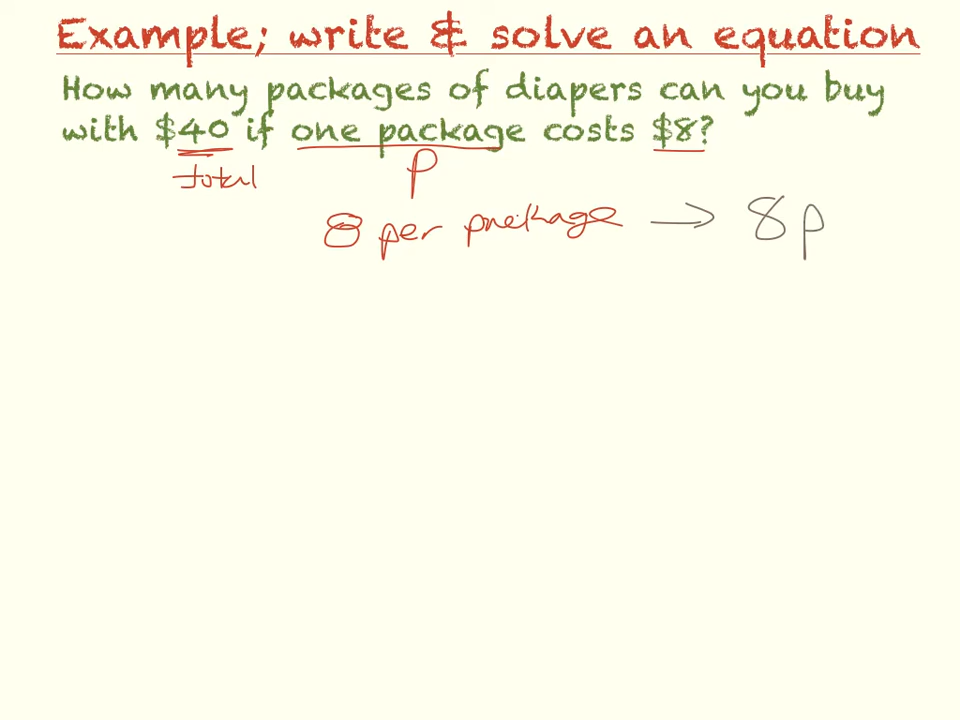 Example; write & solve an equation
How many packages of diapers can you buy
with $40 if one package costs $8?
total
p
8 per package → 8p